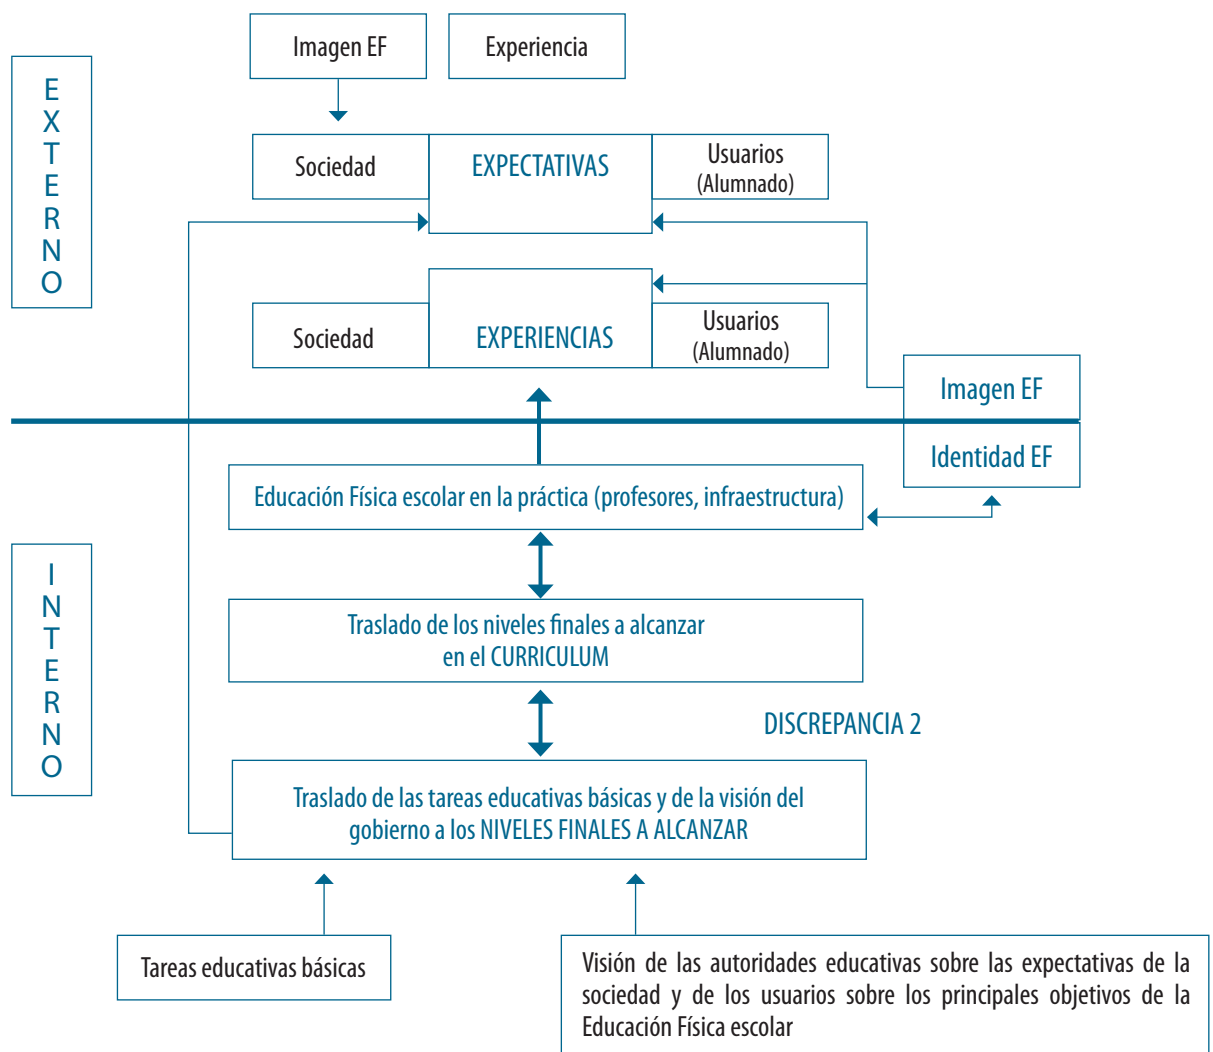 Imagen EF
Experiencia
EXTERNO
Sociedad
EXPECTATIVAS
Usuarios
(Alumnado)
Sociedad
EXPERIENCIAS
Usuarios
(Alumnado)
Imagen EF
Identidad EF
Educación Física escolar en la práctica (profesores, infraestructura)
INTERNO
Traslado de los niveles finales a alcanzar
en el CURRICULUM
DISCREPANCIA 2
Traslado de las tareas educativas básicas y de la visión del
gobierno a los NIVELES FINALES A ALCANZAR
Tareas educativas básicas
Visión de las autoridades educativas sobre las expectativas de la
sociedad y de los usuarios sobre los principales objetivos de la
Educación Física escolar